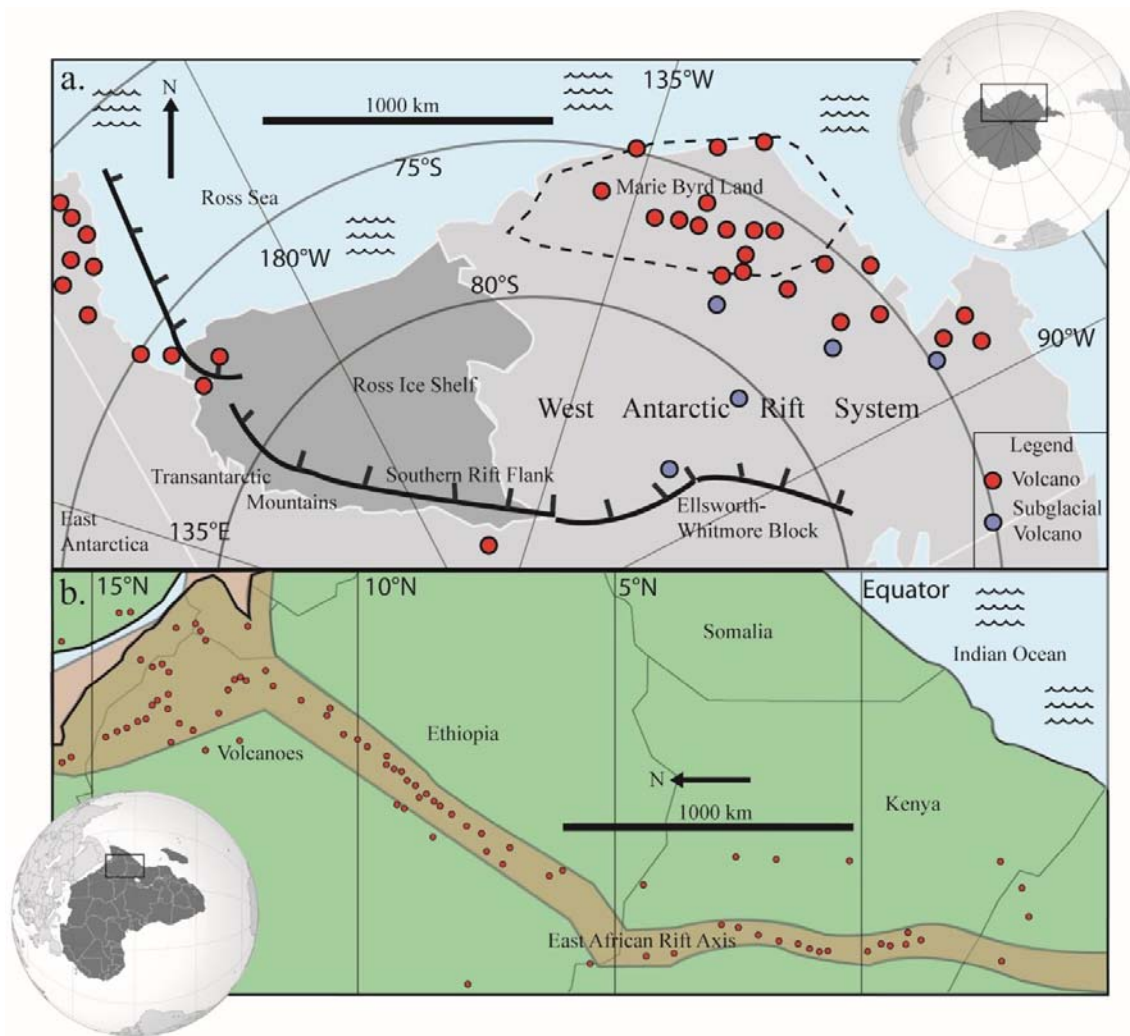 a.
N
1000 km
135°W
75°S
Ross Sea
Marie Byrd Land
180°W
80°S
90°W
Ross Ice Shelf
West Antarctic Rift System
Legend
Volcano
Subglacial
Volcano
Transantarctic
Mountains
Southern Rift Flank
Ellsworth-
Whitmore Block
East
Antarctica
135°E
b.
15°N
10°N
5°N
Equator
Somalia
Indian Ocean
Ethiopia
Volcanoes
N
1000 km
Kenya
East African Rift Axis